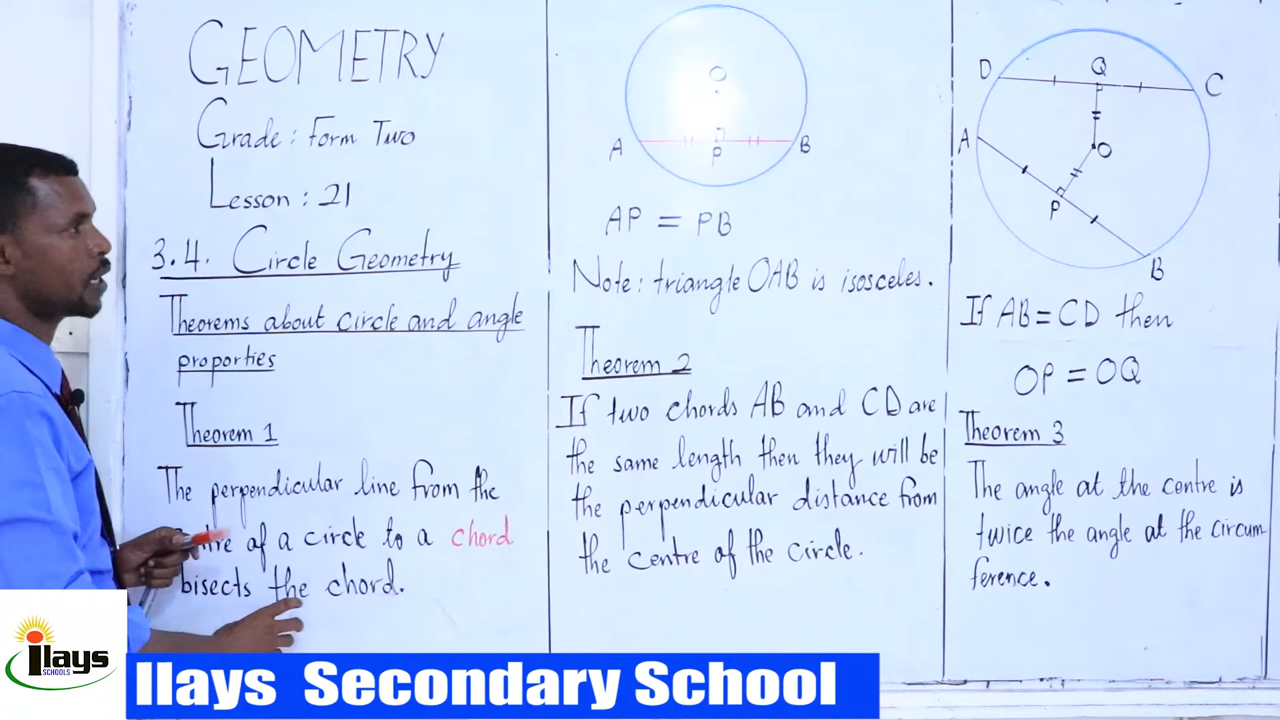 GEOMETRY
Grade: Form Two
Lesson: 21
3.4. Circle Geometry
Theorems about circle and angle
proporties
Theorem 1
The perpendicular line from the
of a circle to a chord
bisects the chord.
O
A
P
B
AP = PB
Note: triangle OAB is isosceles.
Theorem 2
If two chords AB and CD are
the same length then they will be
the perpendicular distance from
the centre of the circle.
D
Q
C
A
O
P
B
If AB=CD then
OP = OQ
Theorem 3
The angle at the centre is
twice the angle at the circum
ference.
ilays
SCHOOLS
Ilays Secondary School